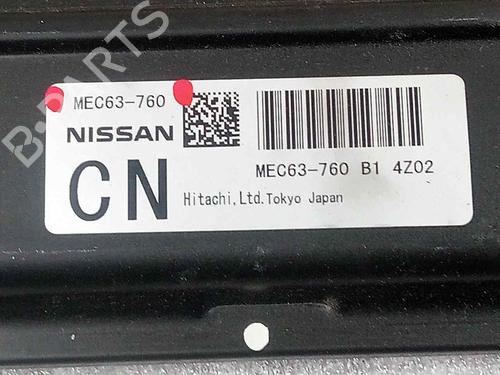 B-PARTS
MEC63-760
NISSAN
CN
MEC63-760 B1 4Z02
Hitachi,Ltd.Tokyo Japan